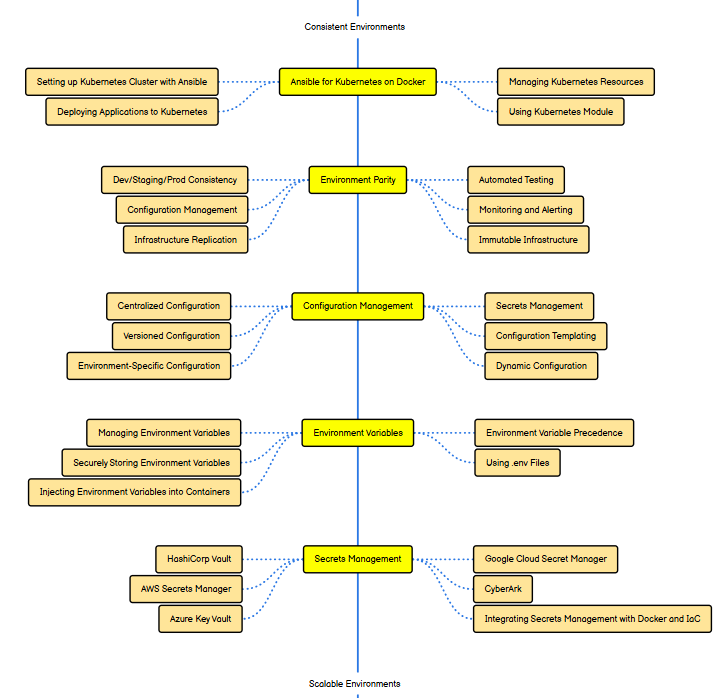 Consistent Environments
Setting up Kubernetes Cluster with Ansible
Ansible for Kubernetes on Docker
Managing Kubernetes Resources
Deploying Applications to Kubernetes
Using Kubernetes Module
Dev/Staging/Prod Consistency
Environment Parity
Automated Testing
Configuration Management
Monitoring and Alerting
Infrastructure Replication
Immutable Infrastructure
Centralized Configuration
Configuration Management
Secrets Management
Versioned Configuration
Configuration Templating
Environment-Specific Configuration
Dynamic Configuration
Managing Environment Variables
Environment Variables
Environment Variable Precedence
Securely Storing Environment Variables
Using .env Files
Injecting Environment Variables into Containers
HashiCorp Vault
Secrets Management
Google Cloud Secret Manager
AWS Secrets Manager
CyberArk
Azure Key Vault
Integrating Secrets Management with Docker and IaC
Scalable Environments